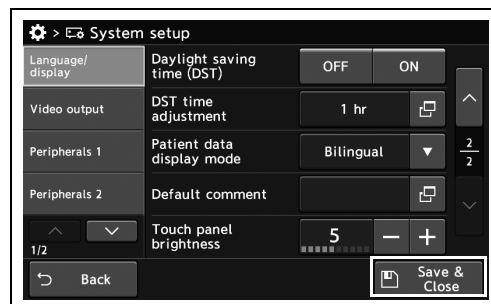 > System setup
Language/
display
Daylight saving
time (DST)
OFF
ON
Video output
DST time
adjustment
1 hr
Peripherals 1
Patient data
display mode
Bilingual
2
2
Peripherals 2
Default comment
1/2
Touch panel
brightness
5
Back
Save &
Close